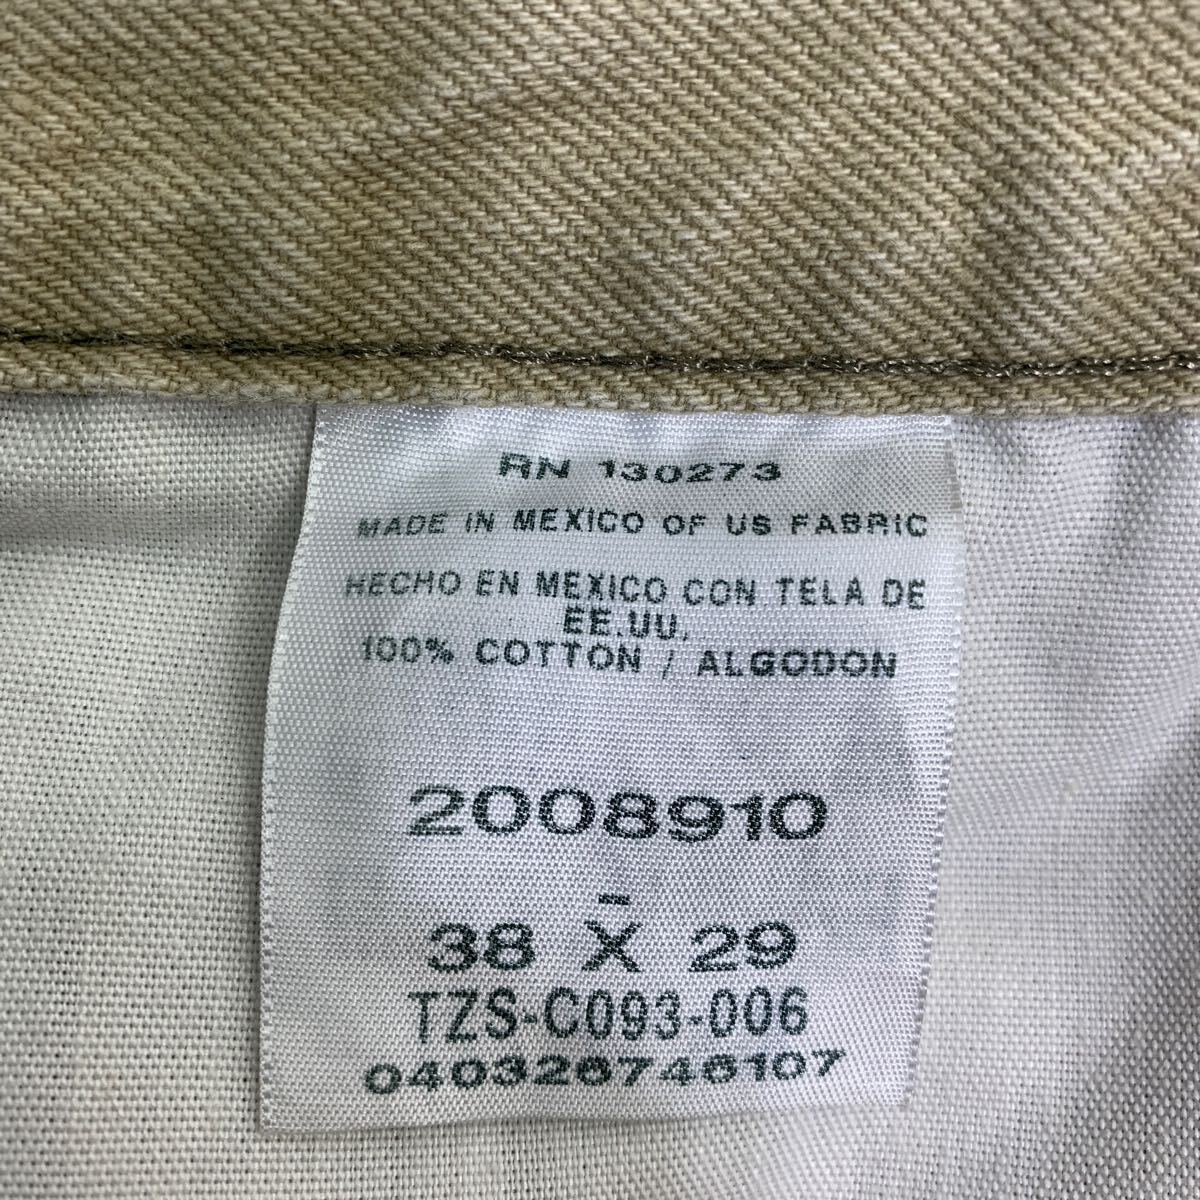 RN 130273
MADE IN MEXICO OF US FABRIC
HECHO EN MEXICO CON TELA DE
EE.UU.
100% COTTON / ALGODON
2008910
-
38 X 29
TZS-C093-006
040326746107